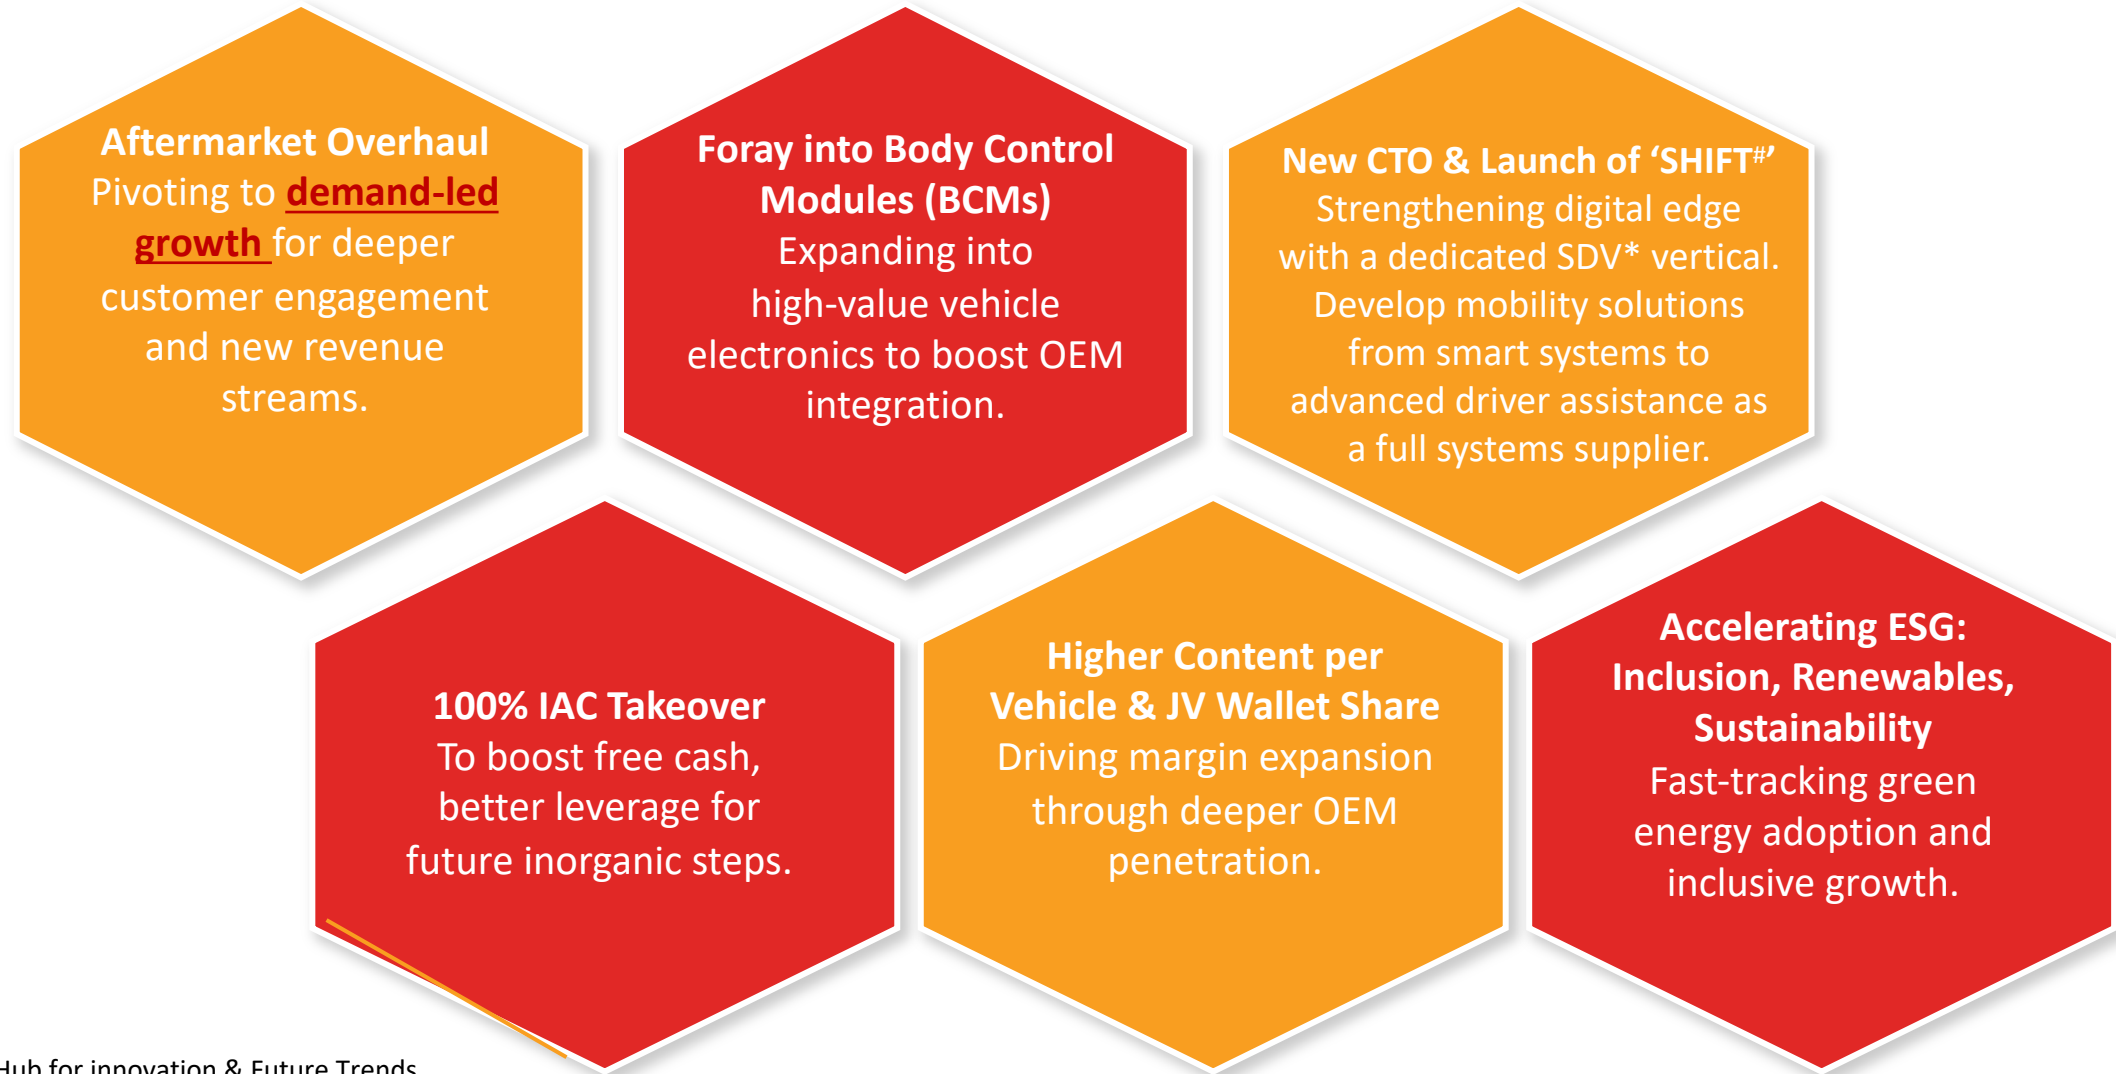 Aftermarket Overhaul
Pivoting to demand-led
growth for deeper
customer engagement
and new revenue
streams.
Foray into Body Control
Modules (BCMs)
Expanding into
high-value vehicle
electronics to boost OEM
integration.
New CTO & Launch of ‘SHIFT#’
Strengthening digital edge
with a dedicated SDV* vertical.
Develop mobility solutions
from smart systems to
advanced driver assistance as
a full systems supplier.
100% IAC Takeover
To boost free cash,
better leverage for
future inorganic steps.
Higher Content per
Vehicle & JV Wallet Share
Driving margin expansion
through deeper OEM
penetration.
Accelerating ESG:
Inclusion, Renewables,
Sustainability
Fast-tracking green
energy adoption and
inclusive growth.
Hub for innovation & Future Trends